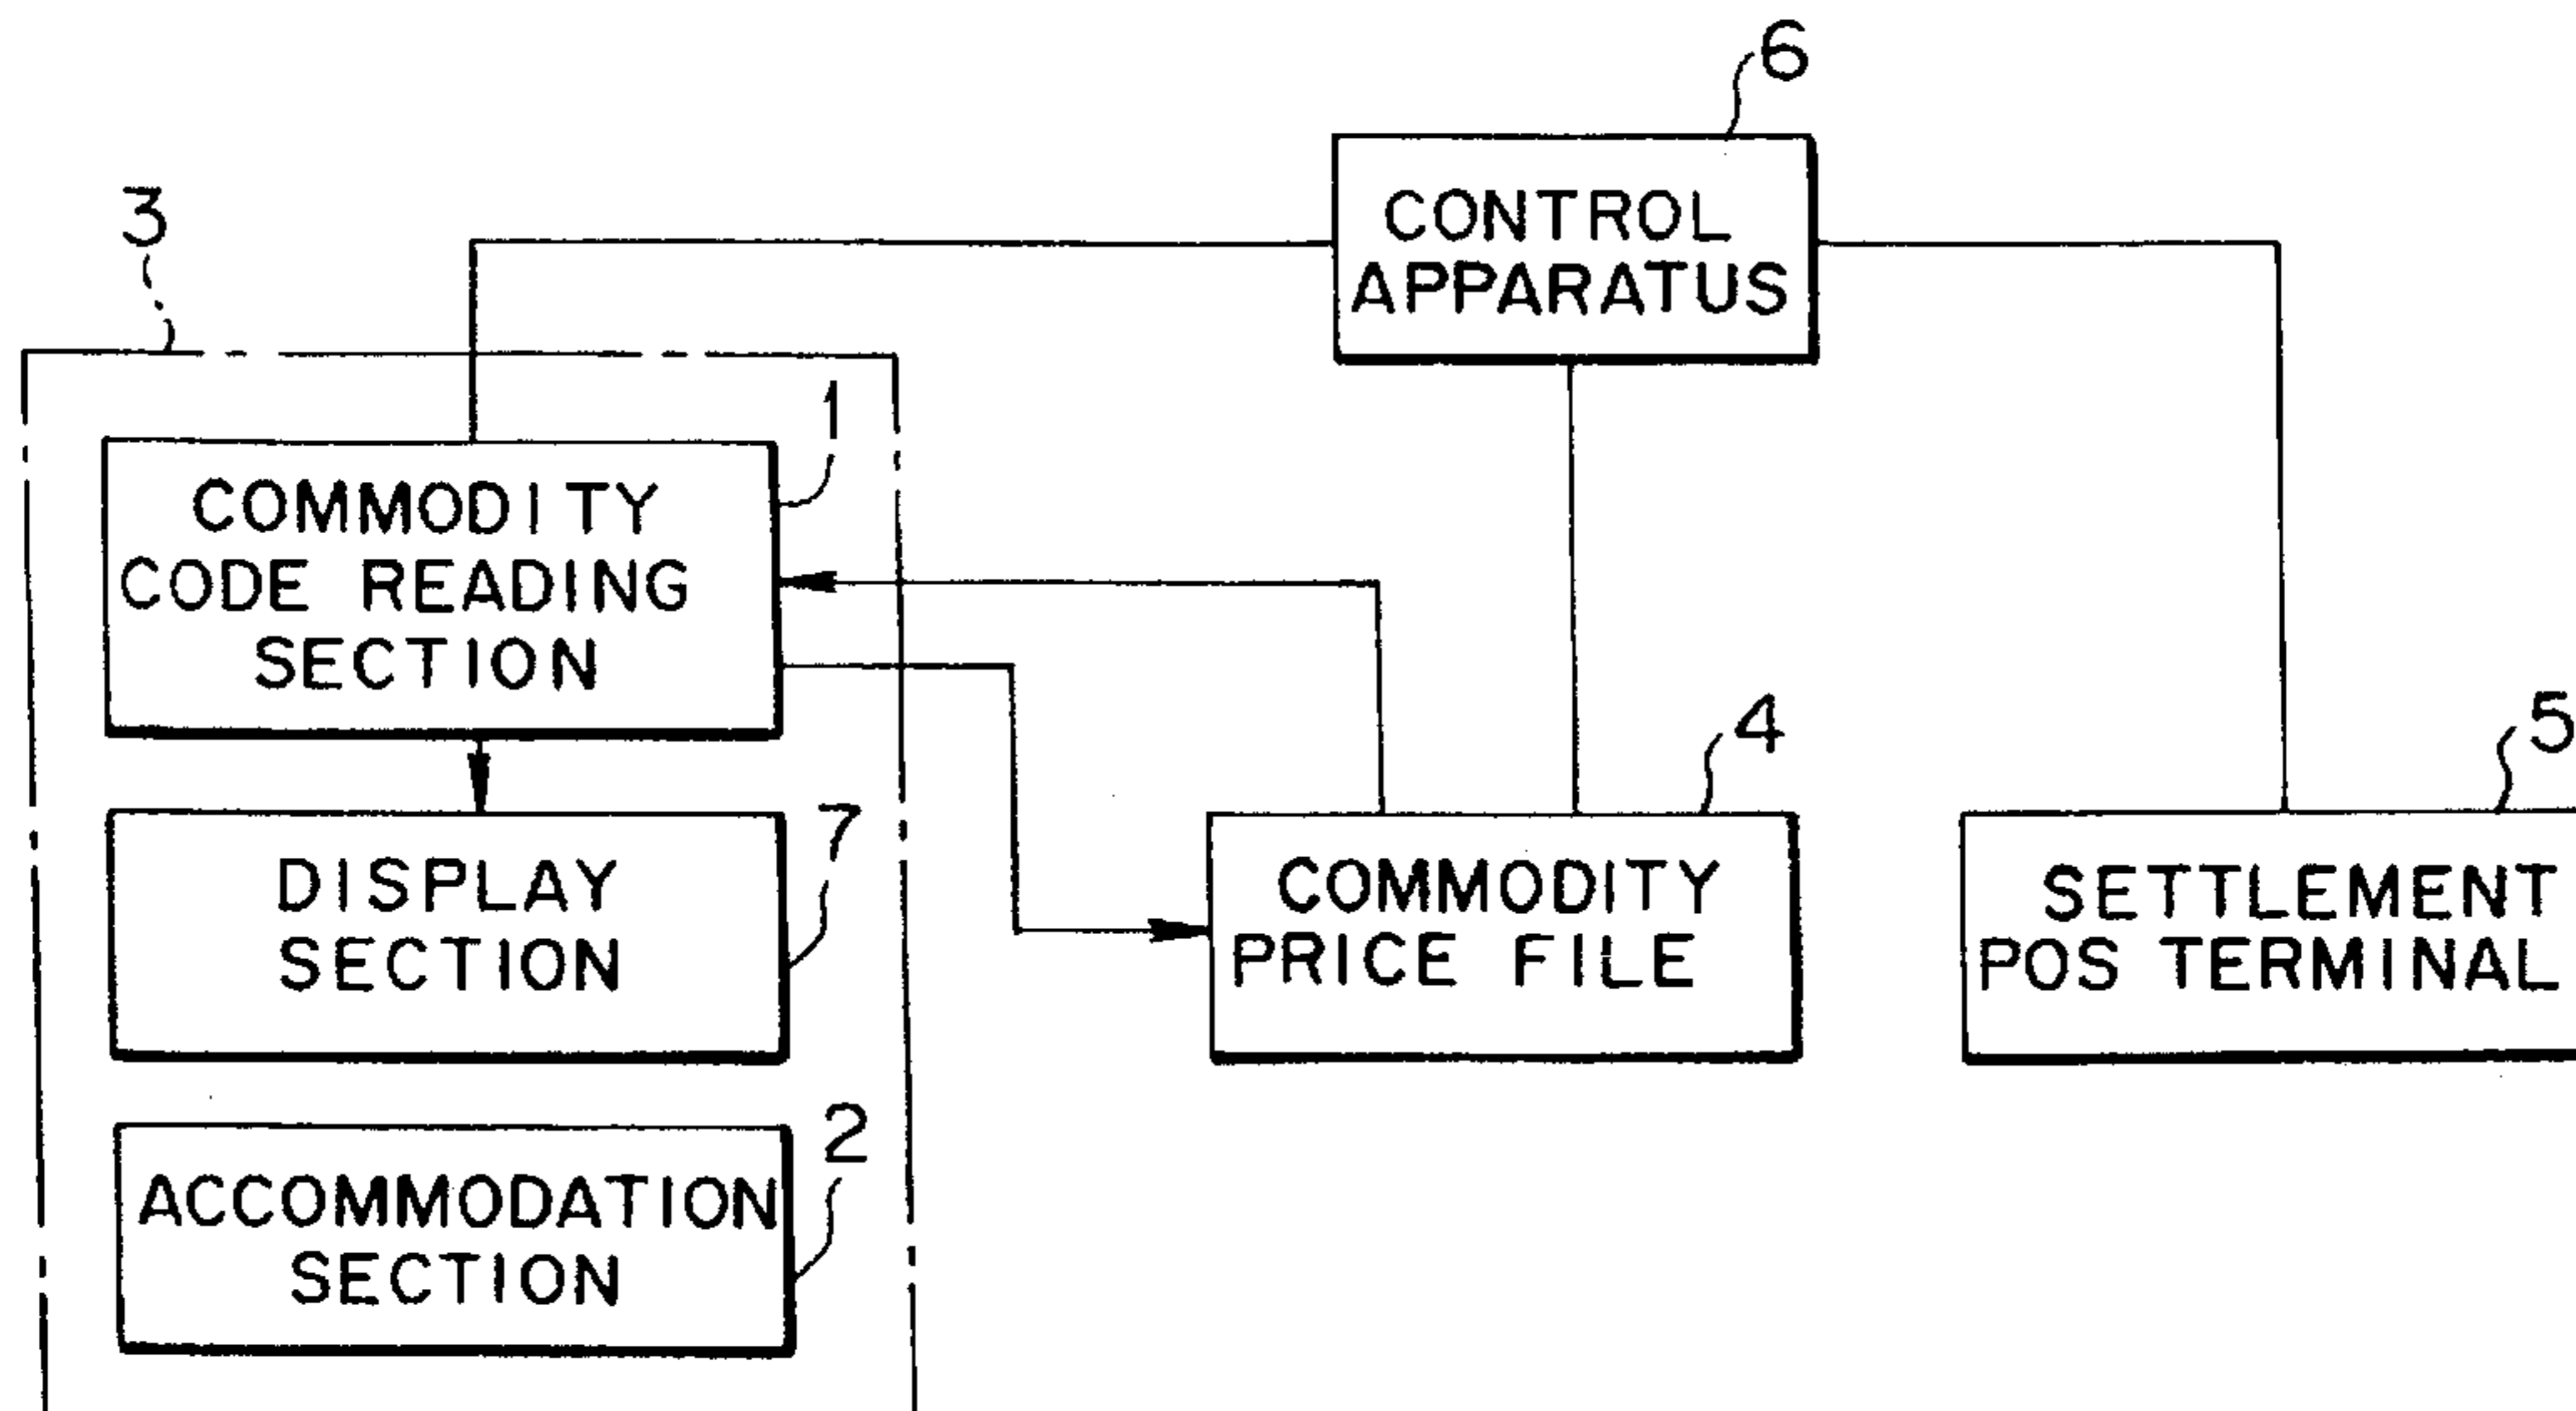 6
CONTROL
APPARATUS
3
1
COMMODITY
CODE READING
SECTION
4
5
7
DISPLAY
SECTION
COMMODITY
PRICE FILE
SETTLEMENT
POS TERMINAL
2
ACCOMMODATION
SECTION